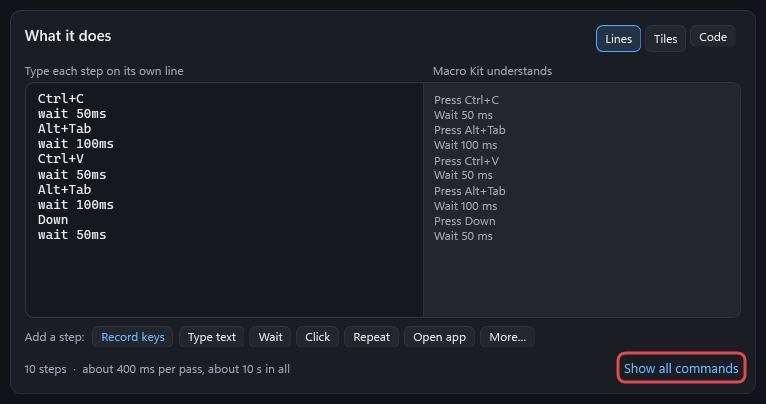 What it does
Lines Tiles Code
Type each step on its own line
Macro Kit understands
Ctrl+C
wait 50ms
Alt+Tab
wait 100ms
Ctrl+V
wait 50ms
Alt+Tab
wait 100ms
Down
wait 50ms
Press Ctrl+C
Wait 50 ms
Press Alt+Tab
Wait 100 ms
Press Ctrl+V
Wait 50 ms
Press Alt+Tab
Wait 100 ms
Press Down
Wait 50 ms
Add a step: Record keys Type text Wait Click Repeat Open app More...
10 steps · about 400 ms per pass, about 10 s in all
Show all commands